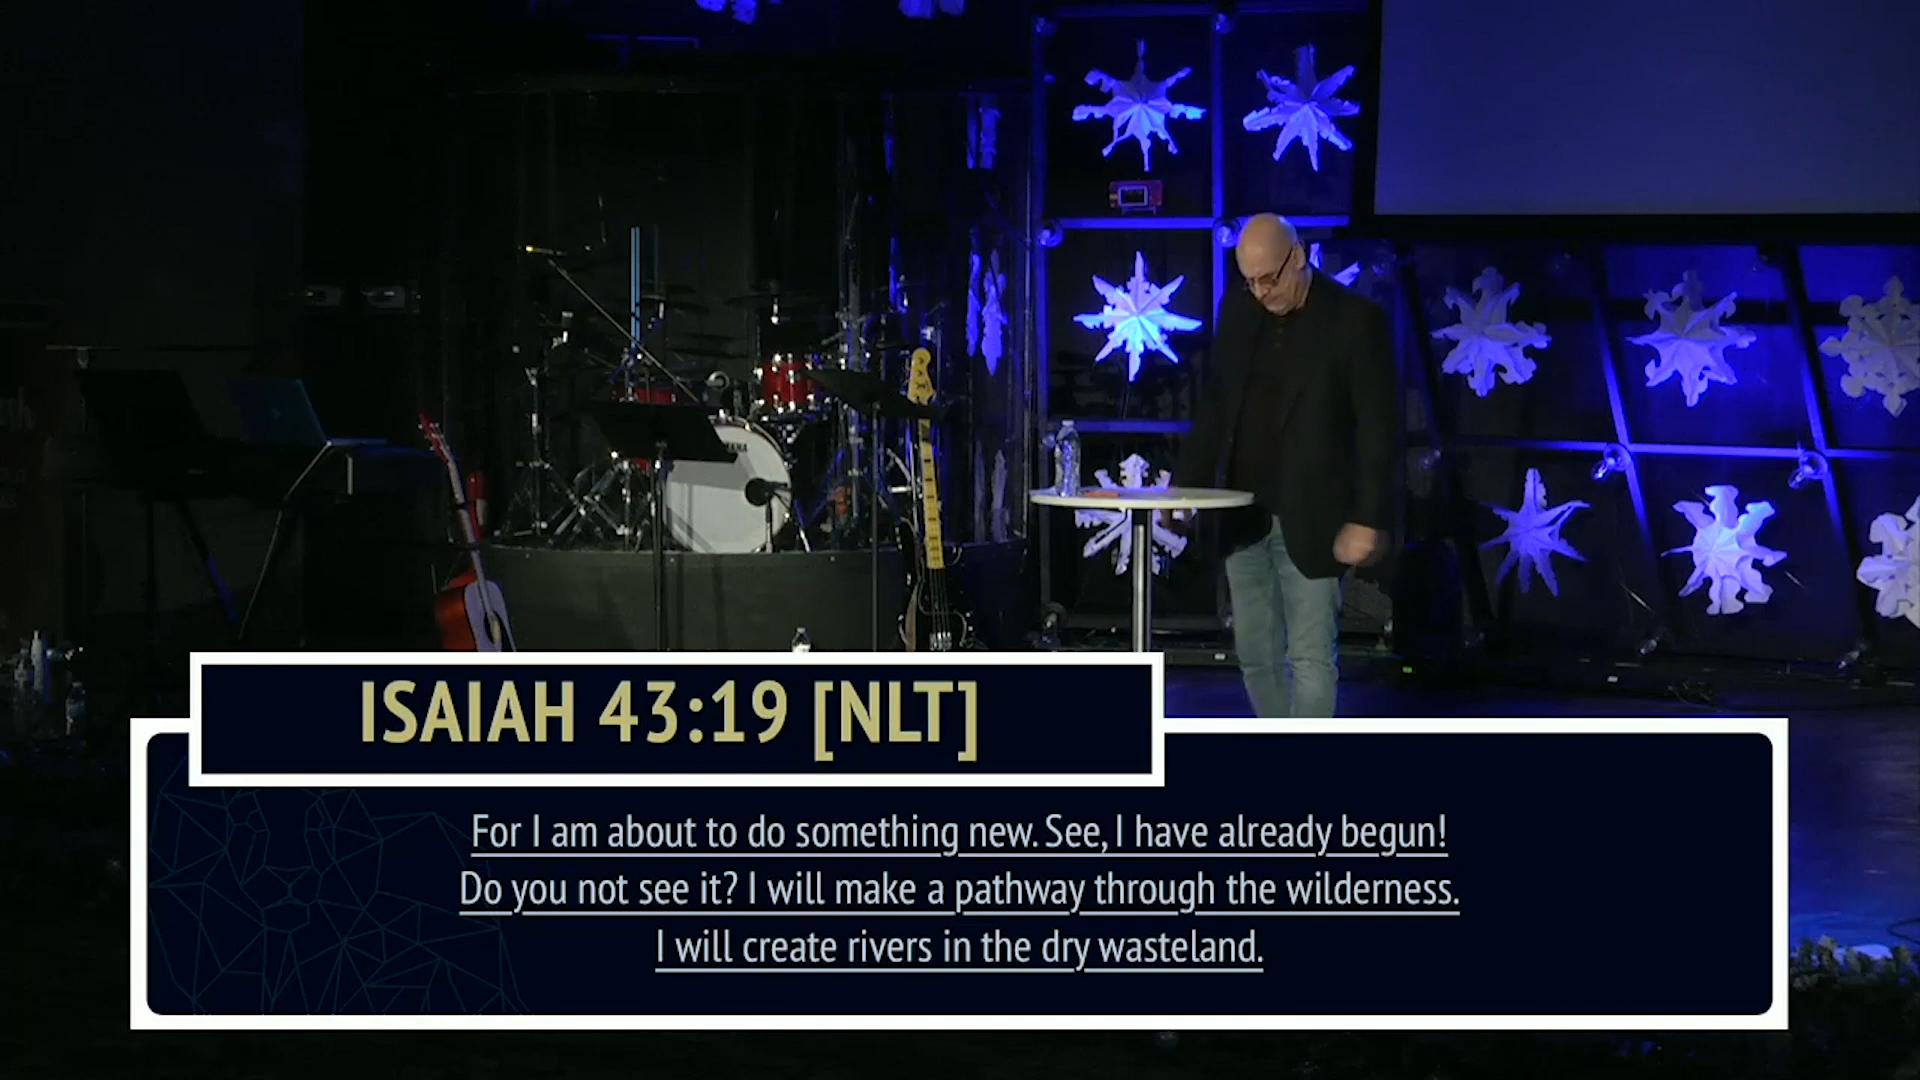 ISAIAH 43:19 [NLT]
For I am about to do something new. See, I have already begun!
Do you not see it? I will make a pathway through the wilderness.
I will create rivers in the dry wasteland.